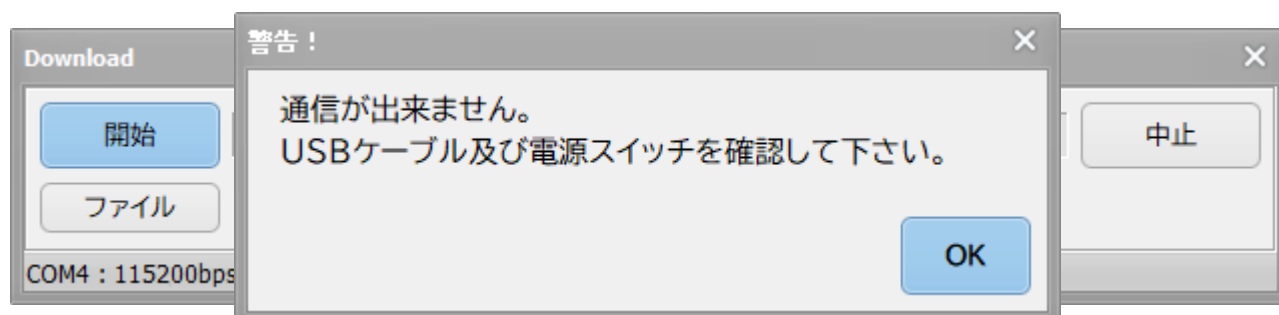 警告！
Download
通信が出来ません。
USBケーブル及び電源スイッチを確認して下さい。
開始
中止
ファイル
OK
COM4 : 115200bps